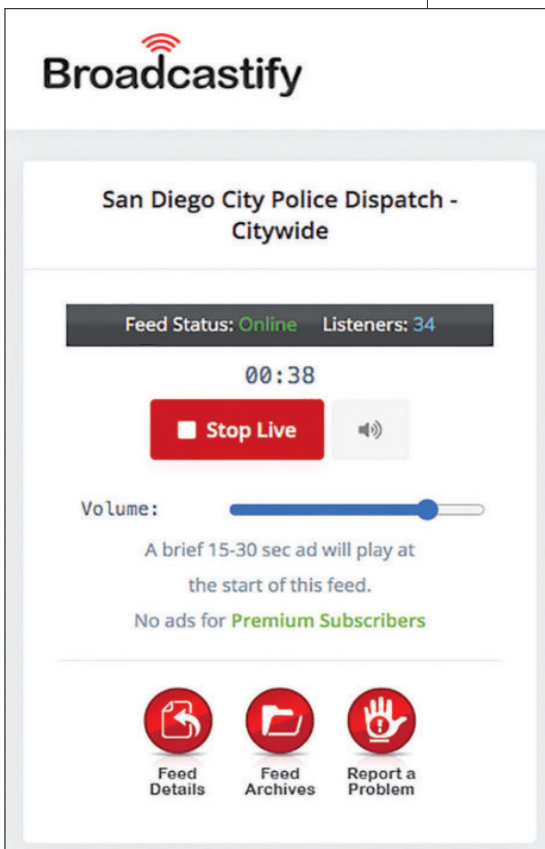 Broadcastify
San Diego City Police Dispatch -
Citywide
Feed Status: Online Listeners: 34
00:38
Stop Live
Volume:
A brief 15-30 sec ad will play at
the start of this feed.
No ads for Premium Subscribers
Feed
Details
Feed
Archives
Report a
Problem